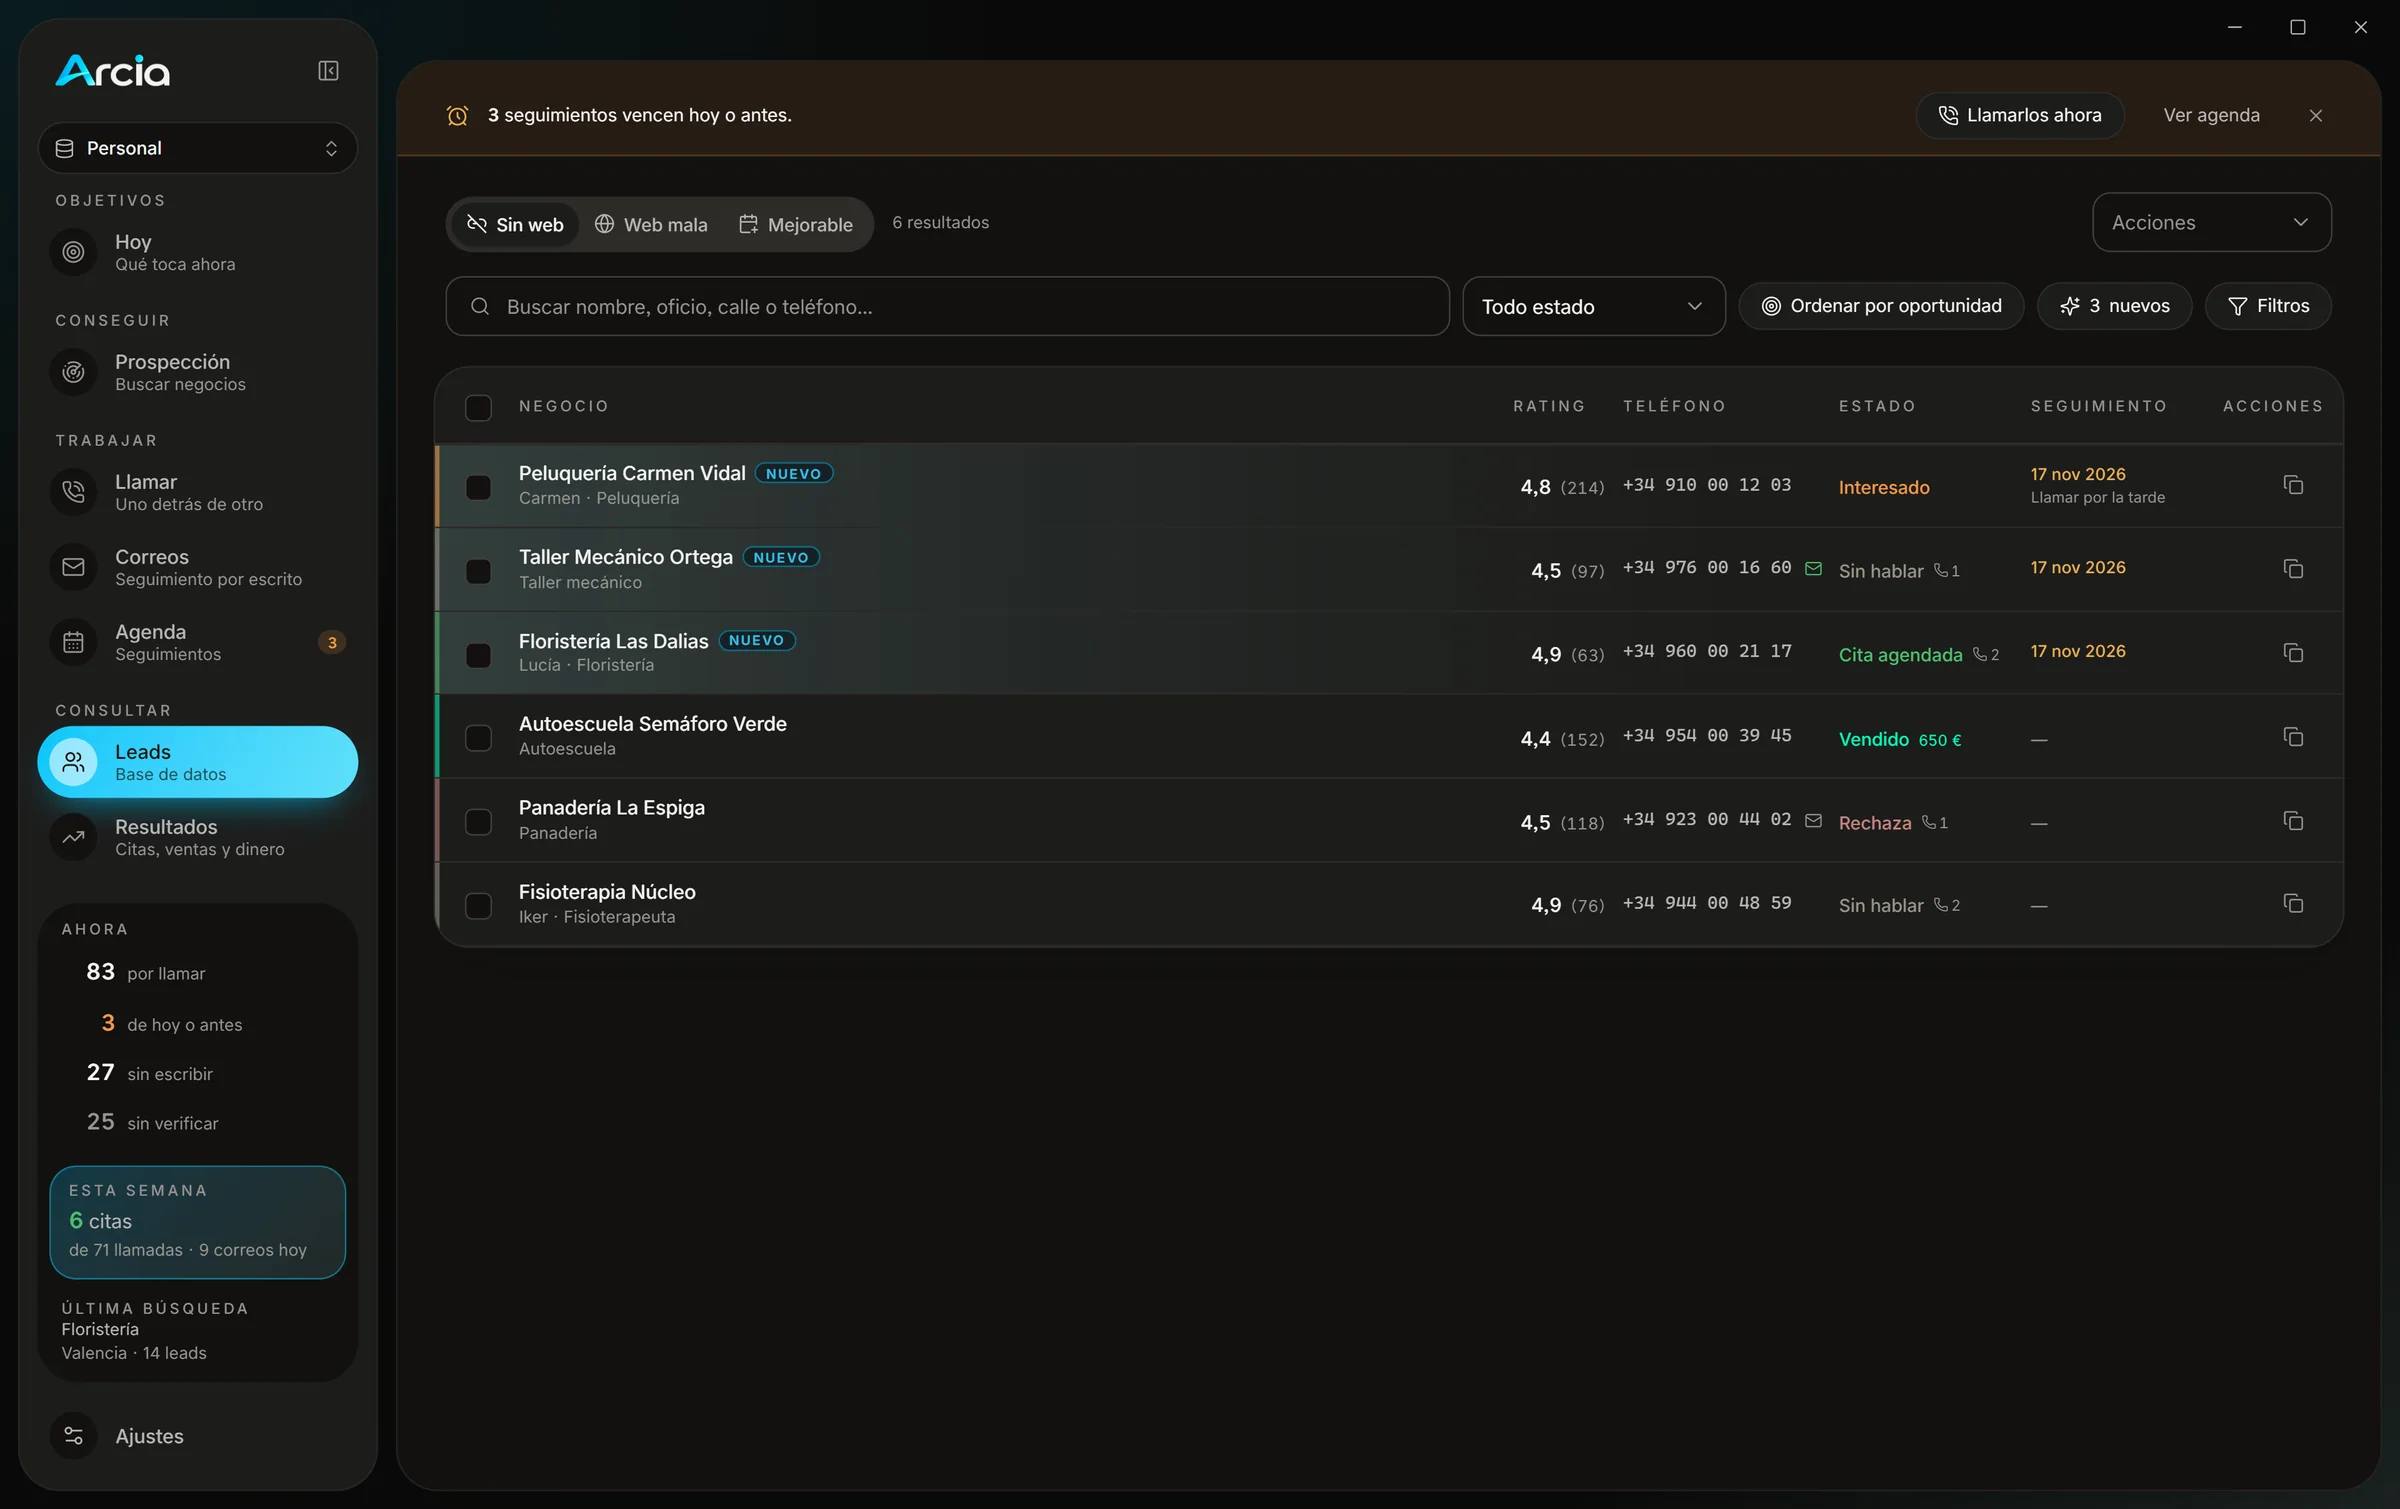 Arcia
Personal
OBJETIVOS
Hoy
Qué toca ahora
CONSEGUIR
Prospección
Buscar negocios
TRABAJAR
Llamar
Uno detrás de otro
Correos
Seguimiento por escrito
Agenda
Seguimientos
3
CONSULTAR
Leads
Base de datos
Resultados
Citas, ventas y dinero
AHORA
83 por llamar
3 de hoy o antes
27 sin escribir
25 sin verificar
ESTA SEMANA
6 citas
de 71 llamadas · 9 correos hoy
ÚLTIMA BÚSQUEDA
Floristería
Valencia · 14 leads
Ajustes
3 seguimientos vencen hoy o antes.
Llamarlos ahora
Ver agenda
Sin web
Web mala
Mejorable
6 resultados
Acciones
Buscar nombre, oficio, calle o teléfono...
Todo estado
Ordenar por oportunidad
3 nuevos
Filtros
NEGOCIO RATING TELÉFONO ESTADO SEGUIMIENTO ACCIONES
Peluquería Carmen Vidal NUEVO
Carmen · Peluquería
4,8 (214) +34 910 00 12 03 Interesado
17 nov 2026
Llamar por la tarde
Taller Mecánico Ortega NUEVO
Taller mecánico
4,5 (97) +34 976 00 16 60 Sin hablar 1 17 nov 2026
Floristería Las Dalias NUEVO
Lucía · Floristería
4,9 (63) +34 960 00 21 17 Cita agendada 2 17 nov 2026
Autoescuela Semáforo Verde
Autoescuela
4,4 (152) +34 954 00 39 45 Vendido 650 € —
Panadería La Espiga
Panadería
4,5 (118) +34 923 00 44 02 Rechaza 1 —
Fisioterapia Núcleo
Iker · Fisioterapeuta
4,9 (76) +34 944 00 48 59 Sin hablar 2 —